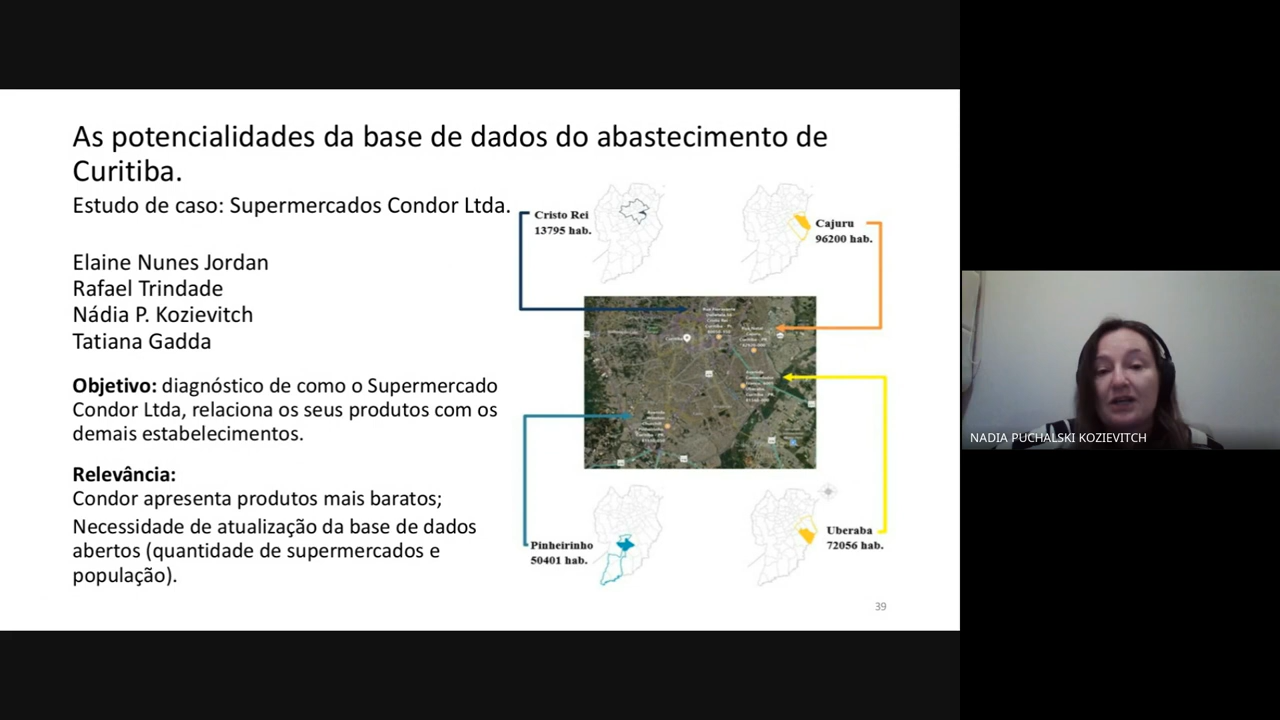 As potencialidades da base de dados do abastecimento de
Curitiba.
Estudo de caso: Supermercados Condor Ltda.
Elaine Nunes Jordan
Rafael Trindade
Nádia P. Kozievitch
Tatiana Gadda
Objetivo: diagnóstico de como o Supermercado
Condor Ltda, relaciona os seus produtos com os
demais estabelecimentos.
Relevância:
Condor apresenta produtos mais baratos;
Necessidade de atualização da base de dados
abertos (quantidade de supermercados e
população).
Cristo Rei
13795 hab.
Cajuru
96200 hab.
Pinheirinho
50401 hab.
Uberaba
72056 hab.
39
NADIA PUCHALSKI KOZIEVITCH